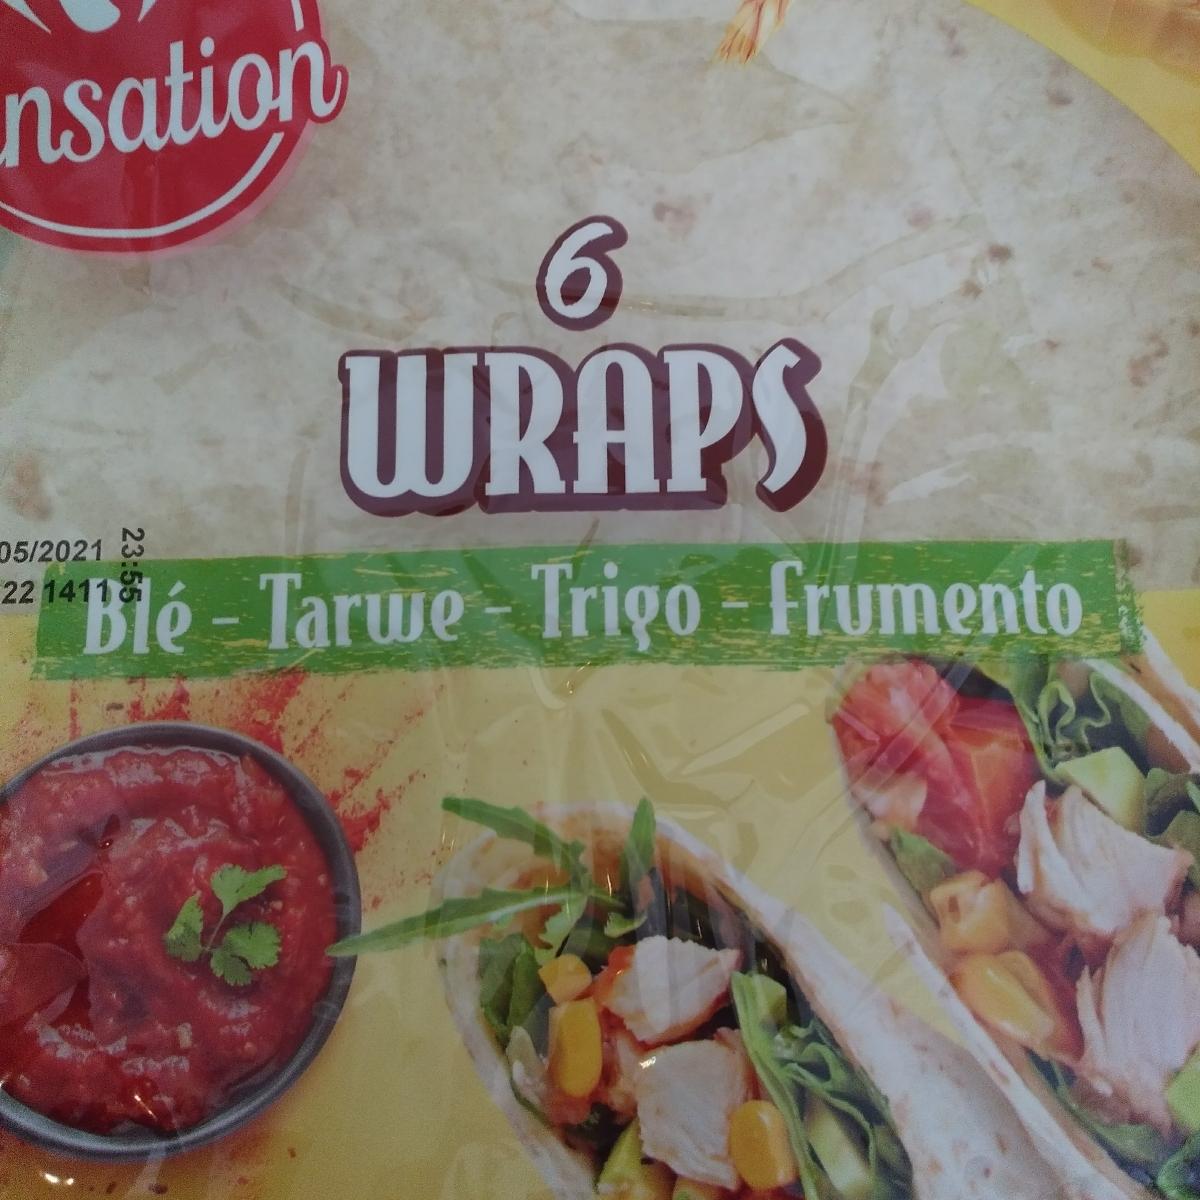 nsation
6
WRAPS
05/2021
22 1411
23:55
Blé - Tarwe - Trigo - frumento